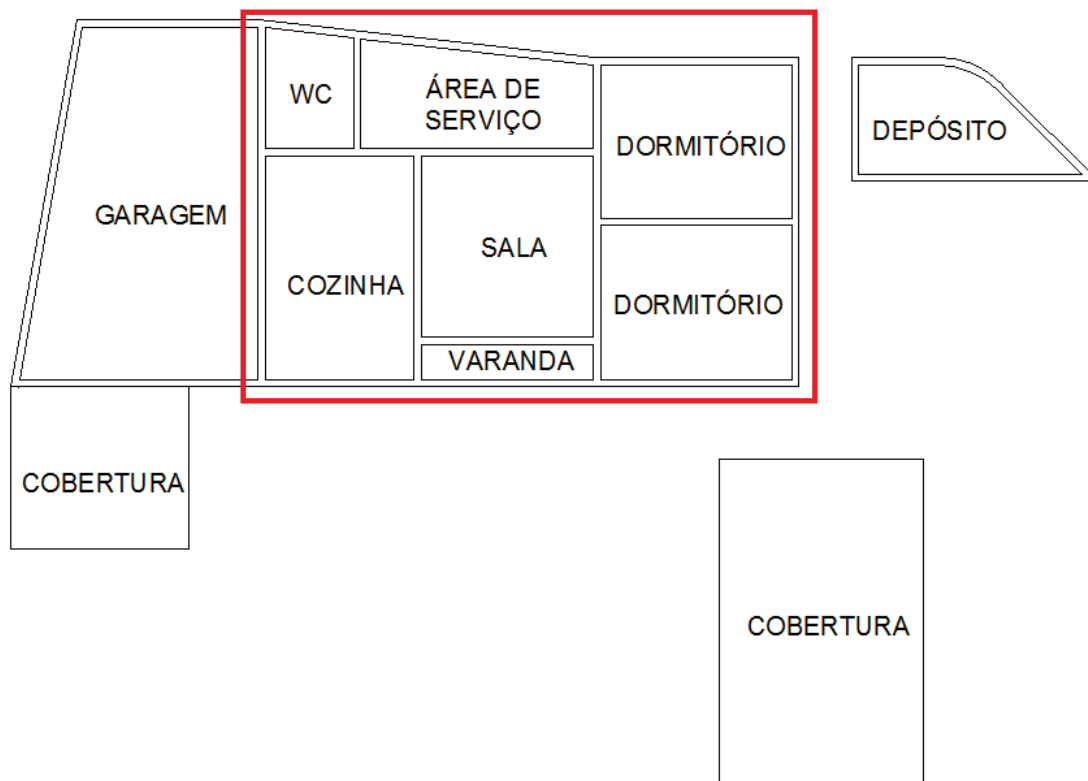 WC
ÁREA DE
SERVIÇO
DORMITÓRIO
DEPÓSITO
GARAGEM
SALA
COZINHA
DORMITÓRIO
VARANDA
COBERTURA
COBERTURA